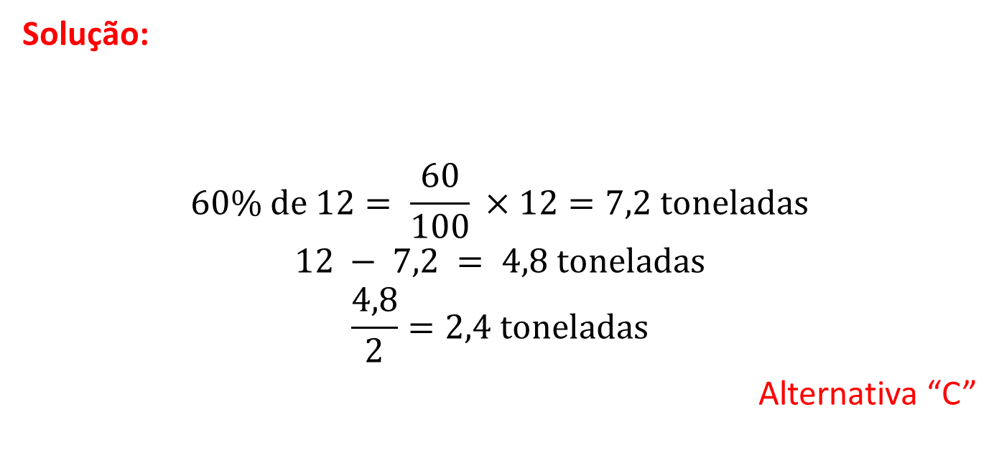 Solução:
60% de 12 = 60/100 × 12 = 7,2 toneladas
12 − 7,2 = 4,8 toneladas
4,8/2 = 2,4 toneladas
Alternativa “C”